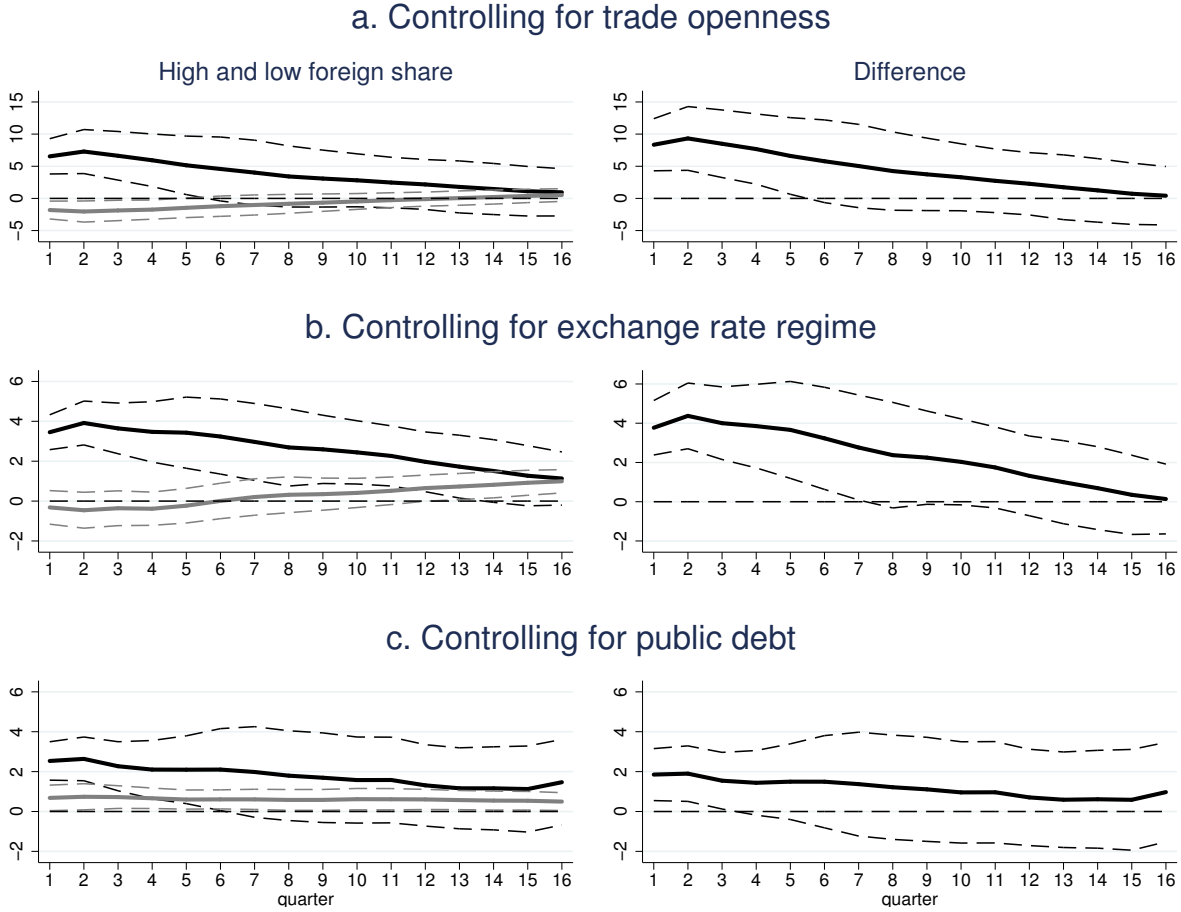 a. Controlling for trade openness
High and low foreign share
Difference
15
10
5
0
−5
1 2 3 4 5 6 7 8 9 10 11 12 13 14 15 16
15
10
5
0
−5
1 2 3 4 5 6 7 8 9 10 11 12 13 14 15 16
b. Controlling for exchange rate regime
6
4
2
0
−2
1 2 3 4 5 6 7 8 9 10 11 12 13 14 15 16
6
4
2
0
−2
1 2 3 4 5 6 7 8 9 10 11 12 13 14 15 16
c. Controlling for public debt
6
4
2
0
−2
1 2 3 4 5 6 7 8 9 10 11 12 13 14 15 16
quarter
6
4
2
0
−2
1 2 3 4 5 6 7 8 9 10 11 12 13 14 15 16
quarter